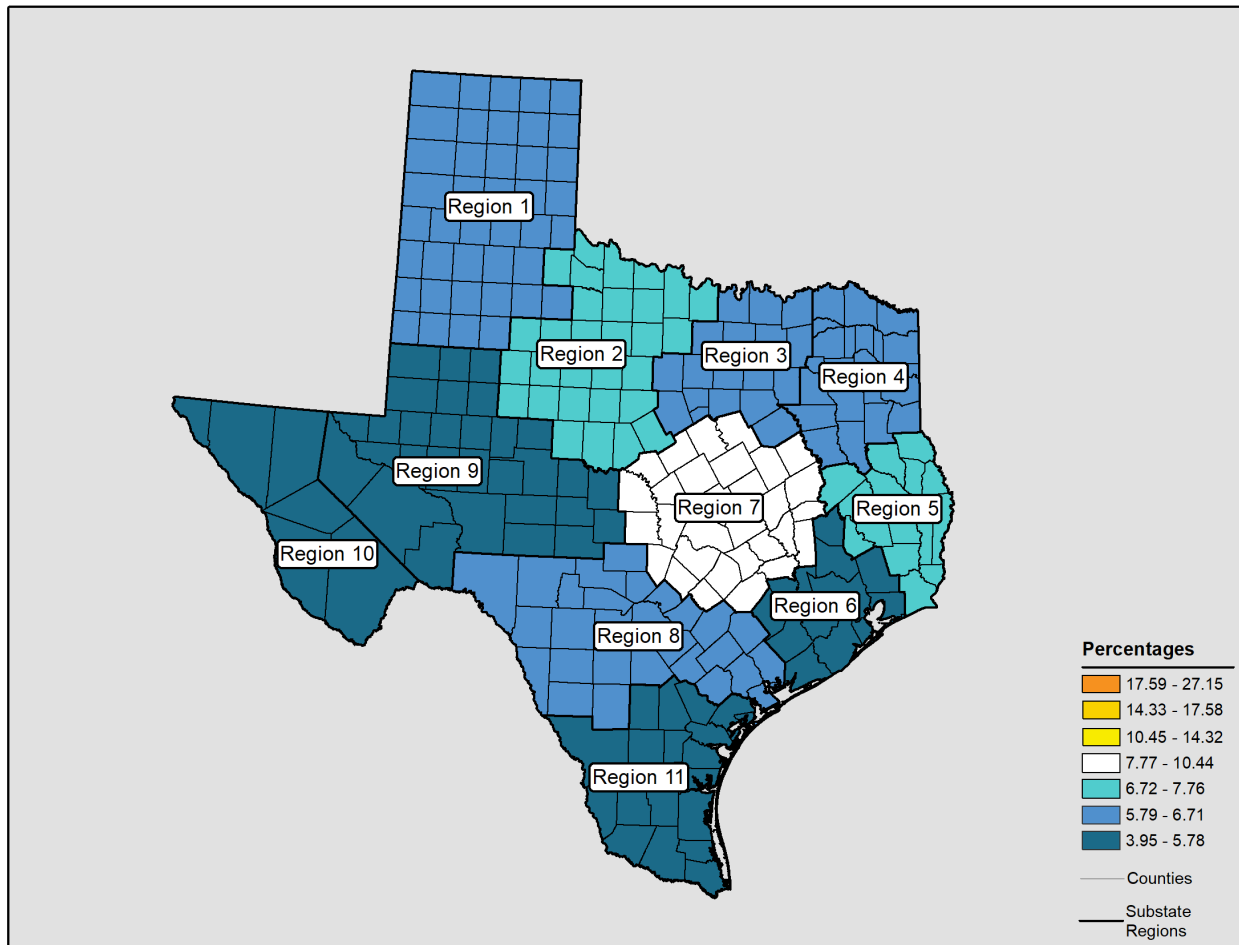 Region 1
Region 2
Region 3
Region 4
Region 9
Region 7
Region 5
Region 10
Region 6
Region 8
Region 11
Percentages
17.59 - 27.15
14.33 - 17.58
10.45 - 14.32
7.77 - 10.44
6.72 - 7.76
5.79 - 6.71
3.95 - 5.78
Counties
Substate
Regions